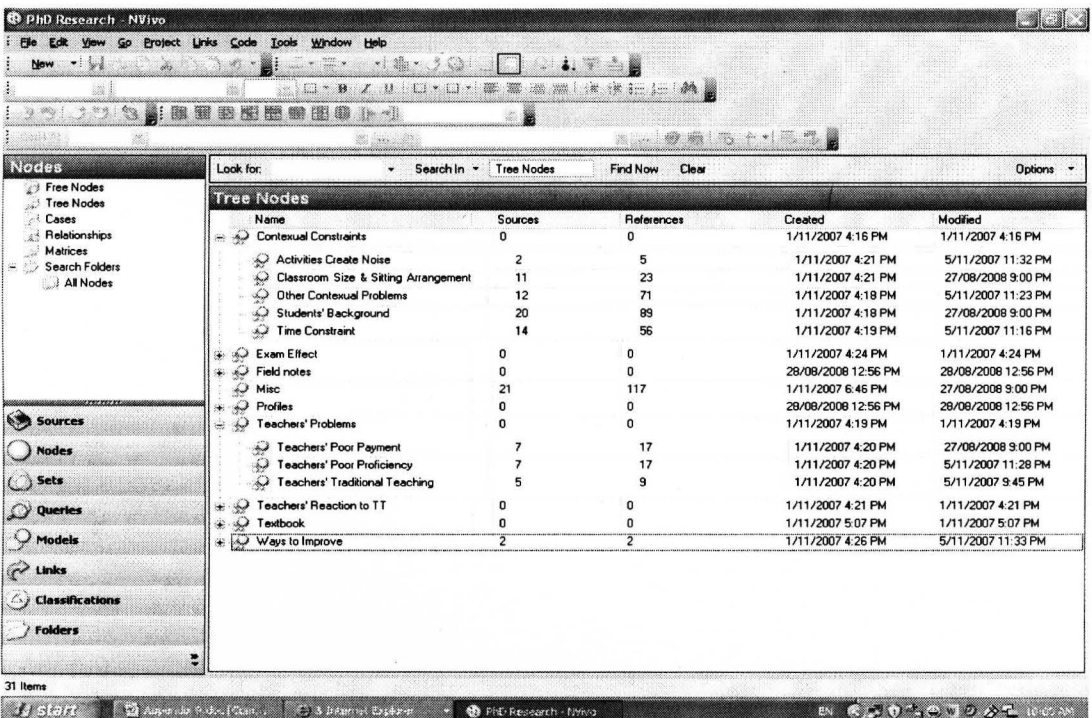 PhD Research - NVivo
File Edit View Go Project Links Code Tools Window Help
New
B I U
Nodes
Look for: Search In Tree Nodes Find Now Clear Options
Free Nodes
Tree Nodes
Cases
Relationships
Matrices
Search Folders
All Nodes
Tree Nodes
Name Sources References Created Modified
Contexual Constraints 0 0 1/11/2007 4:16 PM 1/11/2007 4:16 PM
Activities Create Noise 2 5 1/11/2007 4:21 PM 5/11/2007 11:32 PM
Classroom Size & Sitting Arrangement 11 23 1/11/2007 4:21 PM 27/08/2008 9:00 PM
Other Contexual Problems 12 71 1/11/2007 4:18 PM 5/11/2007 11:23 PM
Students' Background 20 89 1/11/2007 4:18 PM 27/08/2008 9:00 PM
Time Constraint 14 56 1/11/2007 4:19 PM 5/11/2007 11:16 PM
Exam Effect 0 0 1/11/2007 4:24 PM 1/11/2007 4:24 PM
Field notes 0 0 28/08/2008 12:56 PM 28/08/2008 12:56 PM
Misc 21 117 1/11/2007 6:46 PM 27/08/2008 9:00 PM
Profiles 0 0 28/08/2008 12:56 PM 28/08/2008 12:56 PM
Teachers' Problems 0 0 1/11/2007 4:19 PM 1/11/2007 4:19 PM
Teachers' Poor Payment 7 17 1/11/2007 4:20 PM 27/08/2008 9:00 PM
Teachers' Poor Proficiency 7 17 1/11/2007 4:20 PM 5/11/2007 11:28 PM
Teachers' Traditional Teaching 5 9 1/11/2007 4:20 PM 5/11/2007 9:45 PM
Teachers' Reaction to TT 0 0 1/11/2007 4:21 PM 1/11/2007 4:21 PM
Textbook 0 0 1/11/2007 5:07 PM 1/11/2007 5:07 PM
Ways to Improve 2 2 1/11/2007 4:26 PM 5/11/2007 11:33 PM
Sources
Nodes
Sets
Queries
Models
Links
Classifications
Folders
31 Items
start Internet Explorer PhD Research - NVivo EN 10:05 AM